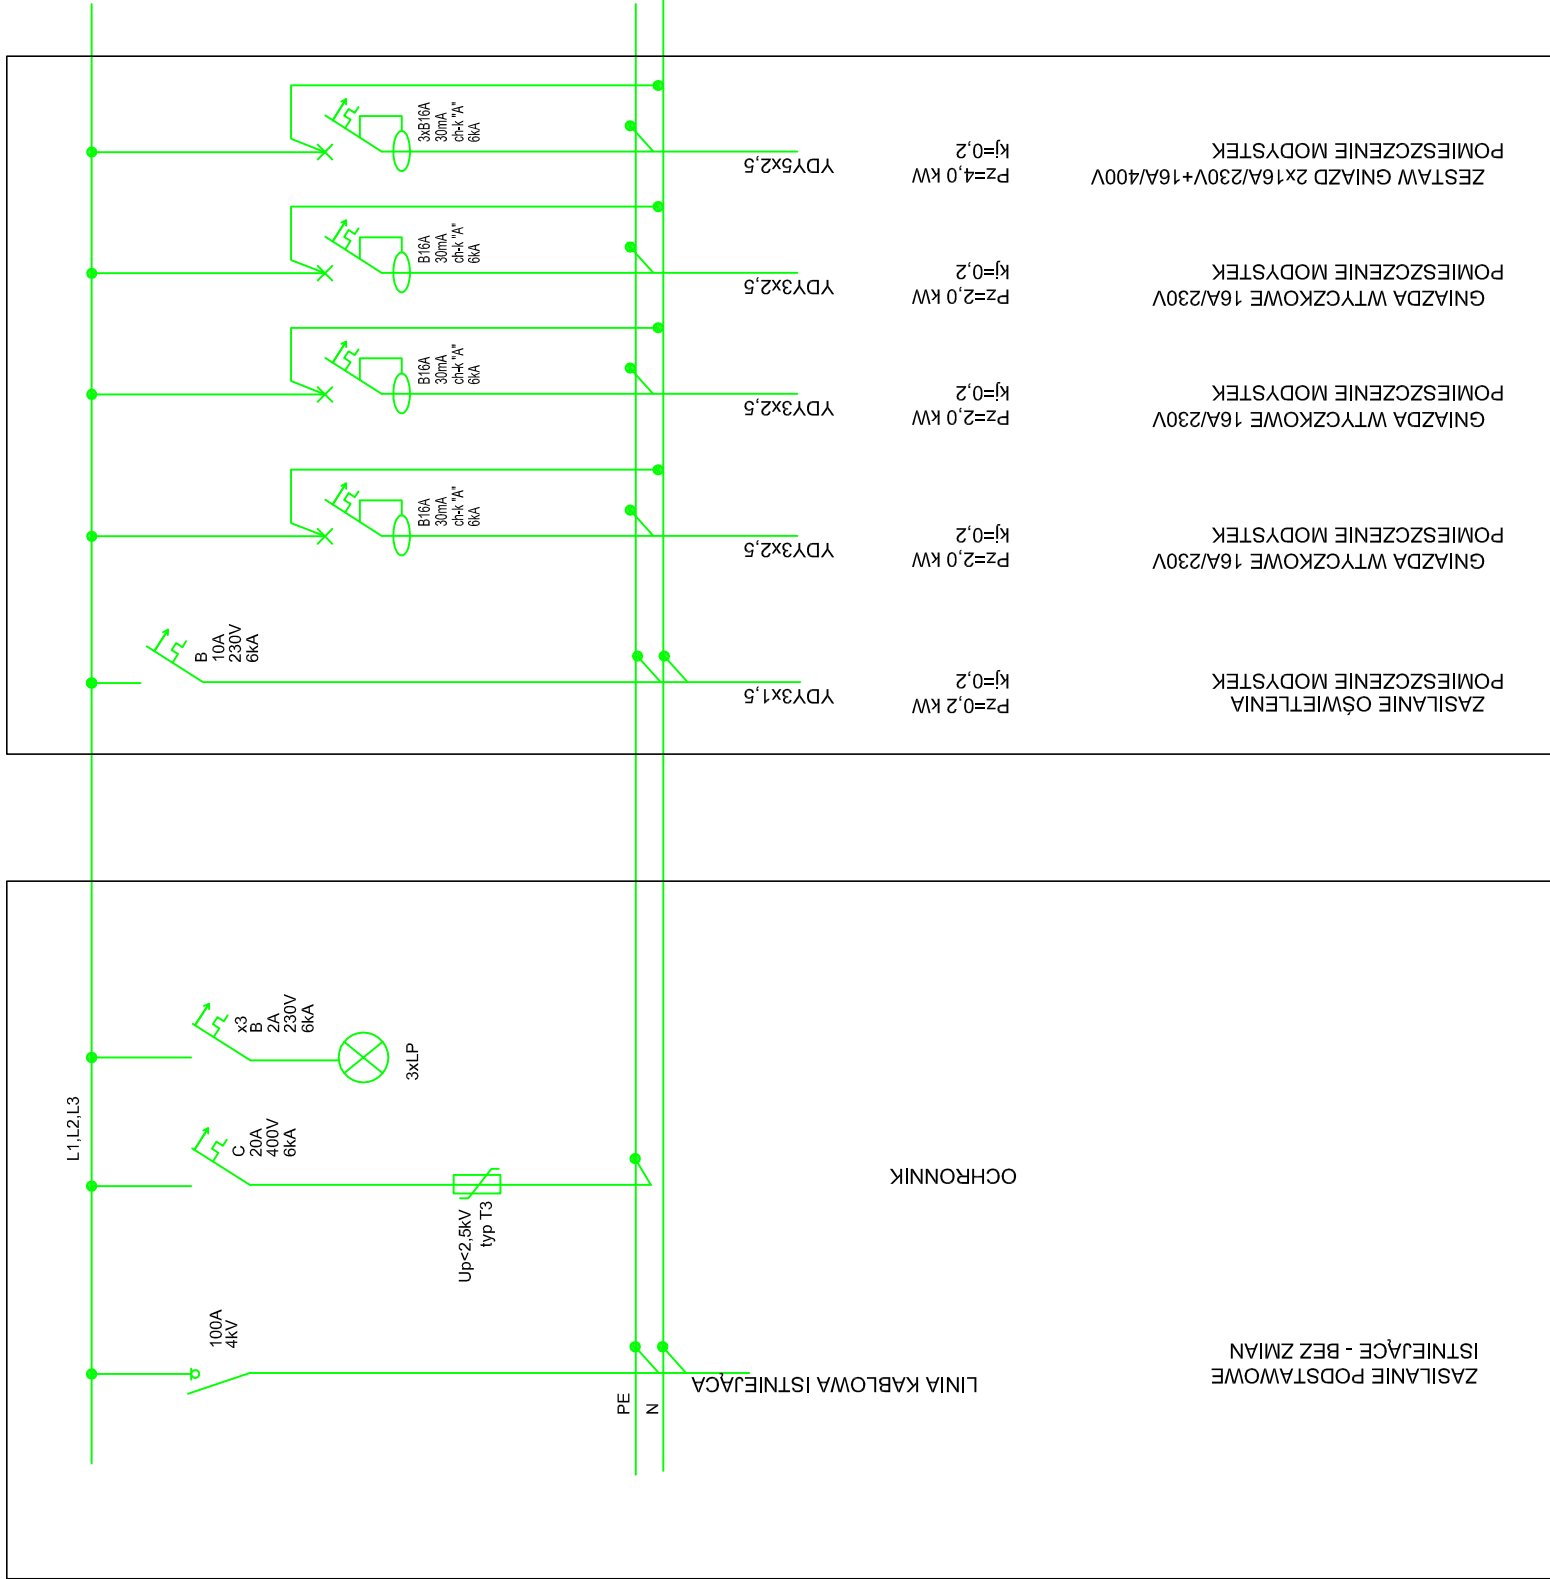 3xB16A
30mA
ch-k "A"
6kA
YDY5x2,5
Pz=4,0 kW
kj=0,2
ZESTAW GNIAZD 2x16A/230V+16A/400V
POMIESZCZENIE MODYSTEK
B16A
30mA
ch-k "A"
6kA
YDY3x2,5
Pz=2,0 kW
kj=0,2
GNIAZDA WTYCZKOWE 16A/230V
POMIESZCZENIE MODYSTEK
B16A
30mA
ch-k "A"
6kA
YDY3x2,5
Pz=2,0 kW
kj=0,2
GNIAZDA WTYCZKOWE 16A/230V
POMIESZCZENIE MODYSTEK
B16A
30mA
ch-k "A"
6kA
YDY3x2,5
Pz=2,0 kW
kj=0,2
GNIAZDA WTYCZKOWE 16A/230V
POMIESZCZENIE MODYSTEK
B
10A
230V
6kA
YDY3x1,5
Pz=0,2 kW
kj=0,2
ZASILANIE OŚWIETLENIA
POMIESZCZENIE MODYSTEK
x3
B
2A
230V
6kA
3xLP
L1,L2,L3
C
20A
400V
6kA
Up<2,5kV
typ T3
OCHRONNIK
100A
4kV
LINIA KABLOWA ISTNIEJĄCA
PE
N
ZASILANIE PODSTAWOWE
ISTNIEJĄCE - BEZ ZMIAN